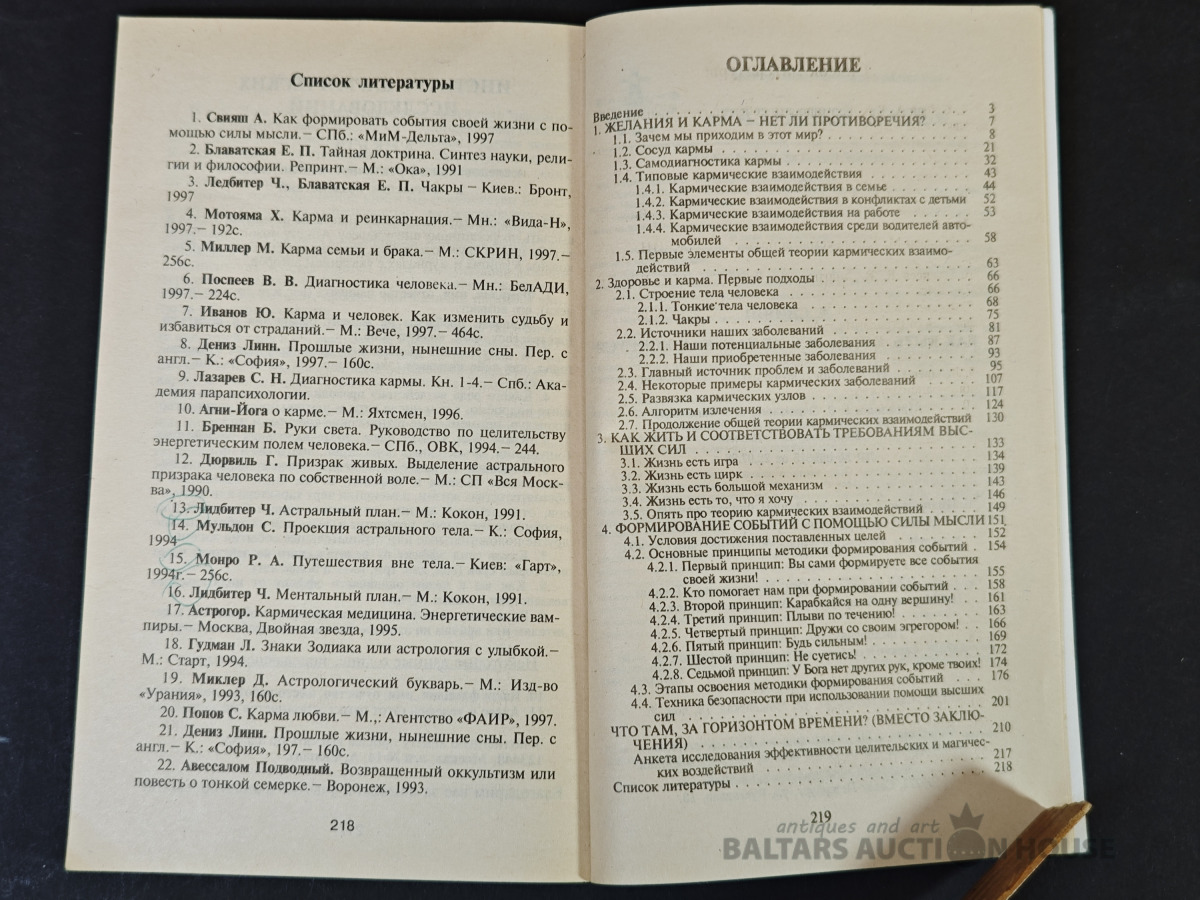 Список литературы
1. Свияш А. Как формировать события своей жизни с по-
мощью силы мысли.– СПб.: «МиМ-Дельта», 1997
2. Блаватская Е. П. Тайная доктрина. Синтез науки, рели-
гии и философии. Репринт.– М.: «Ока», 1991
3. Ледбитер Ч., Блаватская Е. П. Чакры – Киев.: Бронт,
1997
4. Мотояма Х. Карма и реинкарнация.– Мн.: «Вида-Н»,
1997.– 192с.
5. Миллер М. Карма семьи и брака.– М.: СКРИН, 1997.–
256с.
6. Поспеев В. В. Диагностика человека.– Мн.: БелАДИ,
1997.– 224с.
7. Иванов Ю. Карма и человек. Как изменить судьбу и
избавиться от страданий.– М.: Вече, 1997.– 464с.
8. Дениз Линн. Прошлые жизни, нынешние сны. Пер. с
англ.– К.: «София», 1997.– 160с.
9. Лазарев С. Н. Диагностика кармы. Кн. 1-4.– Спб.: Ака-
демия парапсихологии.
10. Агни-Йога о карме.– М.: Яхтсмен, 1996.
11. Бреннан Б. Руки света. Руководство по целительству
энергетическим полем человека.– СПб., ОВК, 1994.– 244.
12. Дюрвиль Г. Призрак живых. Выделение астрального
призрака человека по собственной воле.– М.: СП «Вся Моск-
ва», 1990.
13. Лидбитер Ч. Астральный план.– М.: Кокон, 1991.
14. Мульдон С. Проекция астрального тела.– К.: София,
1994
15. Монро Р. А. Путешествия вне тела.– Киев: «Гарт»,
1994г.– 256с.
16. Лидбитер Ч. Ментальный план.– М.: Кокон, 1991.
17. Астрогор. Кармическая медицина. Энергетические вам-
пиры.– Москва, Двойная звезда, 1995.
18. Гудман Л. Знаки Зодиака или астрология с улыбкой.–
М.: Старт, 1994.
19. Миклер Д. Астрологический букварь.– М.: Изд-во
«Урания», 1993, 160с.
20. Попов С. Карма любви.– М.,: Агентство «ФАИР», 1997.
21. Дениз Линн. Прошлые жизни, нынешние сны. Пер. с
англ.– К.: «София», 197.– 160с.
22. Авессалом Подводный. Возвращенный оккультизм или
повесть о тонкой семерке.– Воронеж, 1993.
218
ОГЛАВЛЕНИЕ
Введение . . . 3
1. ЖЕЛАНИЯ И КАРМА – НЕТ ЛИ ПРОТИВОРЕЧИЯ? . . . 7
1.1. Зачем мы приходим в этот мир? . . . 8
1.2. Сосуд кармы . . . 21
1.3. Самодиагностика кармы . . . 32
1.4. Типовые кармические взаимодействия . . . 43
1.4.1. Кармические взаимодействия в семье . . . 44
1.4.2. Кармические взаимодействия в конфликтах с детьми 52
1.4.3. Кармические взаимодействия на работе . . . 53
1.4.4. Кармические взаимодействия среди водителей авто-
мобилей . . . 58
1.5. Первые элементы общей теории кармических взаимо-
действий . . . 63
2. Здоровье и карма. Первые подходы . . . 66
2.1. Строение тела человека . . . 66
2.1.1. Тонкие тела человека . . . 68
2.1.2. Чакры . . . 75
2.2. Источники наших заболеваний . . . 81
2.2.1. Наши потенциальные заболевания . . . 87
2.2.2. Наши приобретенные заболевания . . . 93
2.3. Главный источник проблем и заболеваний . . . 95
2.4. Некоторые примеры кармических заболеваний . . . 107
2.5. Развязка кармических узлов . . . 117
2.6. Алгоритм излечения . . . 124
2.7. Продолжение общей теории кармических взаимодействий 130
3. КАК ЖИТЬ И СООТВЕТСТВОВАТЬ ТРЕБОВАНИЯМ ВЫС-
ШИХ СИЛ . . . 133
3.1. Жизнь есть игра . . . 134
3.2. Жизнь есть цирк . . . 139
3.3. Жизнь есть большой механизм . . . 143
3.4. Жизнь есть то, что я хочу . . . 146
3.5. Опять про теорию кармических взаимодействий . . . 149
4. ФОРМИРОВАНИЕ СОБЫТИЙ С ПОМОЩЬЮ СИЛЫ МЫСЛИ 151
4.1. Условия достижения поставленных целей . . . 152
4.2. Основные принципы методики формирования событий . 154
4.2.1. Первый принцип: Вы сами формируете все события
своей жизни! . . . 155
4.2.2. Кто помогает нам при формировании событий . . . 158
4.2.3. Второй принцип: Карабкайся на одну вершину! . . . 161
4.2.4. Третий принцип: Плыви по течению! . . . 163
4.2.5. Четвертый принцип: Дружи со своим эгрегором! . . 166
4.2.6. Пятый принцип: Будь сильным! . . . 169
4.2.7. Шестой принцип: Не суетись! . . . 172
4.2.8. Седьмой принцип: У Бога нет других рук, кроме твоих! 174
4.3. Этапы освоения методики формирования событий . . . 176
4.4. Техника безопасности при использовании помощи высших
сил . . . 201
ЧТО ТАМ, ЗА ГОРИЗОНТОМ ВРЕМЕНИ? (ВМЕСТО ЗАКЛЮ-
ЧЕНИЯ) . . . 210
Анкета исследования эффективности целительских и магичес-
ких воздействий . . . 217
Список литературы . . . 218
219
antiques and art
BALTARS AUCTION HOUSE